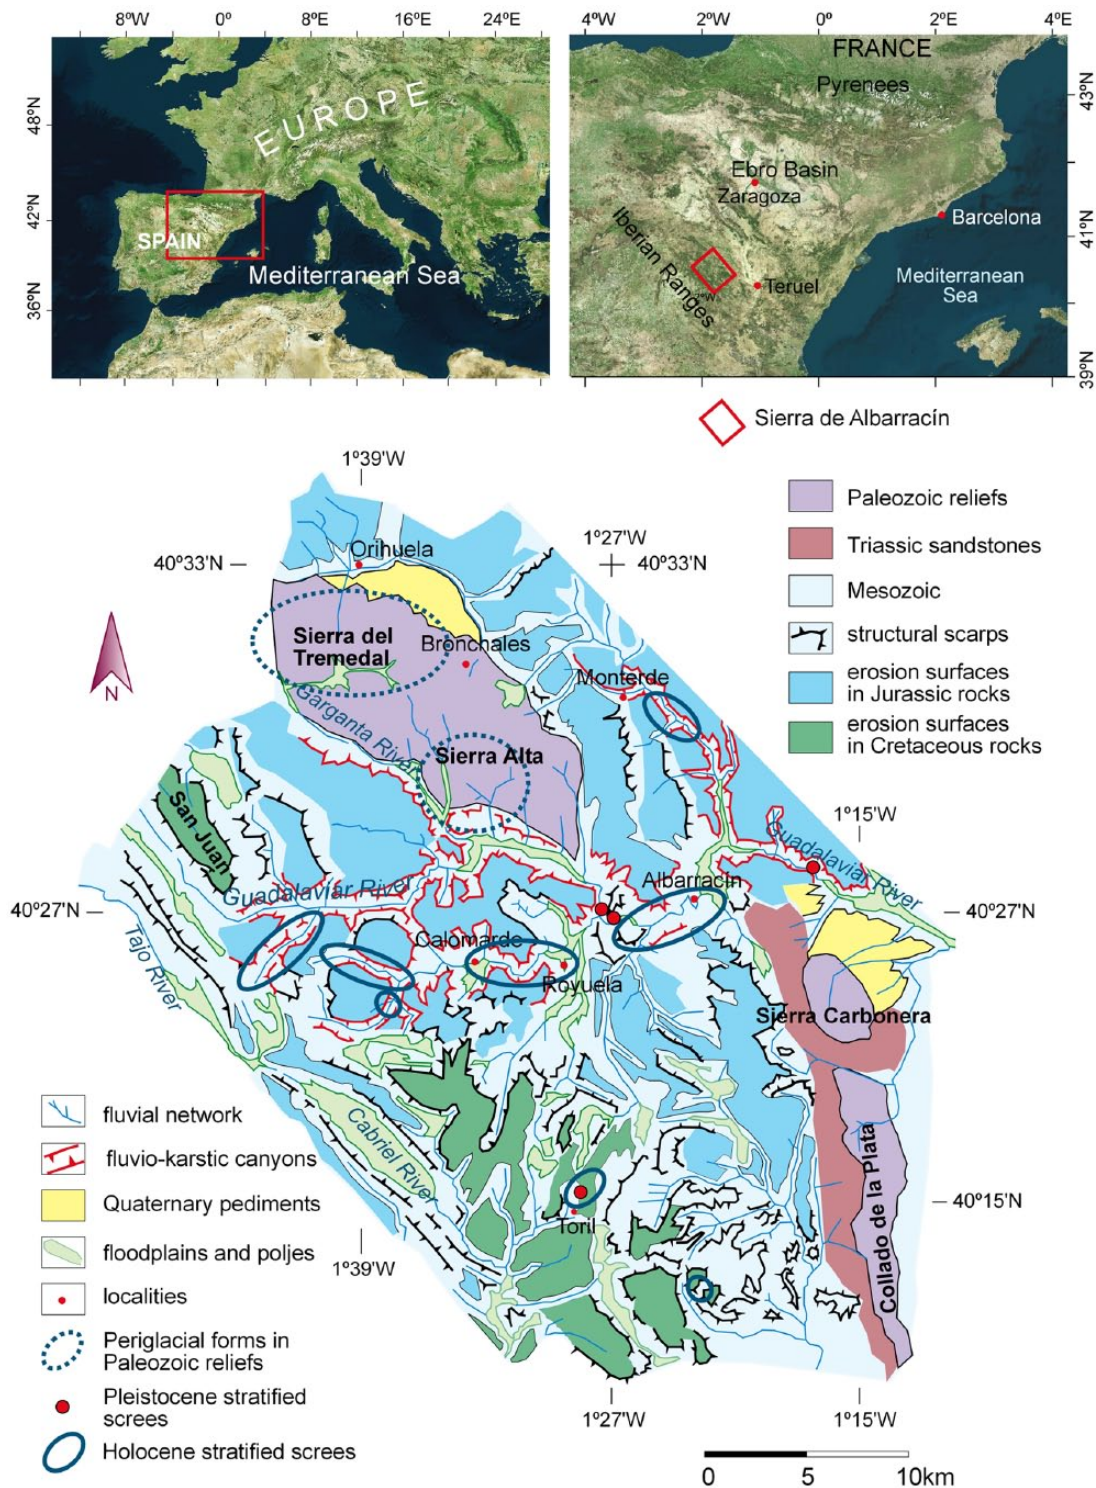 8ºW 0º 8ºE 16ºE 24ºE
48ºN
42ºN
36ºN
EUROPE
SPAIN
Mediterranean Sea
8ºW 0º 8ºE 16ºE 24ºE
4ºW 2ºW 0º 2ºE 4ºE
FRANCE
Pyrenees
43ºN
Ebro Basin
Zaragoza
Barcelona
41ºN
Iberian Ranges
Teruel
Mediterranean
Sea
39ºN
Sierra de Albarracín
1º39'W
1º27'W
40º33'N
40º33'N
Orihuela
Sierra del
Tremedal
Bronchales
Monterde
Garganta River
Sierra Alta
San Juan
1º15'W
Guadalaviar River
Guadalaviar River
Albarracín
40º27'N
40º27'N
Calomarde
Royuela
Tajo River
Sierra Carbonera
Cabriel River
Collado de la Plata
40º15'N
Toril
1º39'W
1º27'W
1º15'W
Paleozoic reliefs
Triassic sandstones
Mesozoic
structural scarps
erosion surfaces
in Jurassic rocks
erosion surfaces
in Cretaceous rocks
N
fluvial network
fluvio-karstic canyons
Quaternary pediments
floodplains and poljes
localities
Periglacial forms in
Paleozoic reliefs
Pleistocene stratified
screes
Holocene stratified screes
0 5 10km